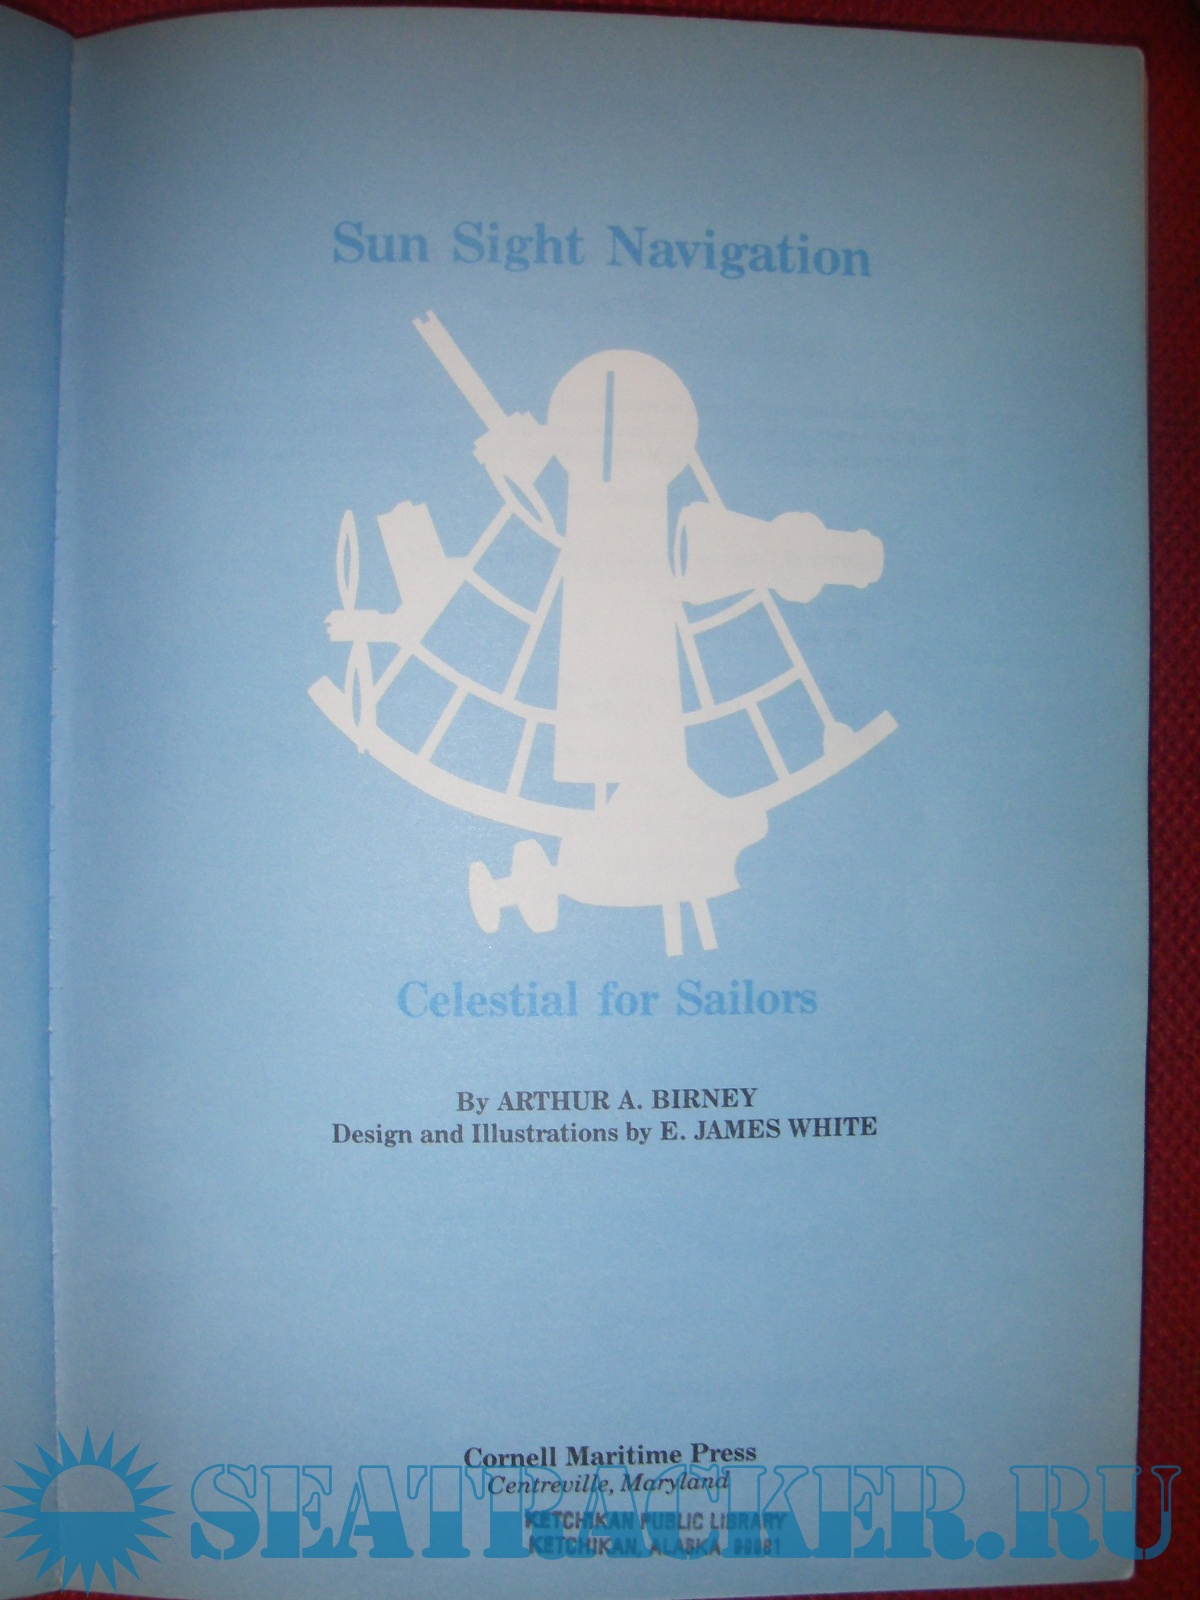 Sun Sight Navigation
Celestial for Sailors
By ARTHUR A. BIRNEY
Design and Illustrations by E. JAMES WHITE
Cornell Maritime Press
Centreville, Maryland
SEATRACKER.RU
KETCHIKAN PUBLIC LIBRARY
KETCHIKAN, ALASKA